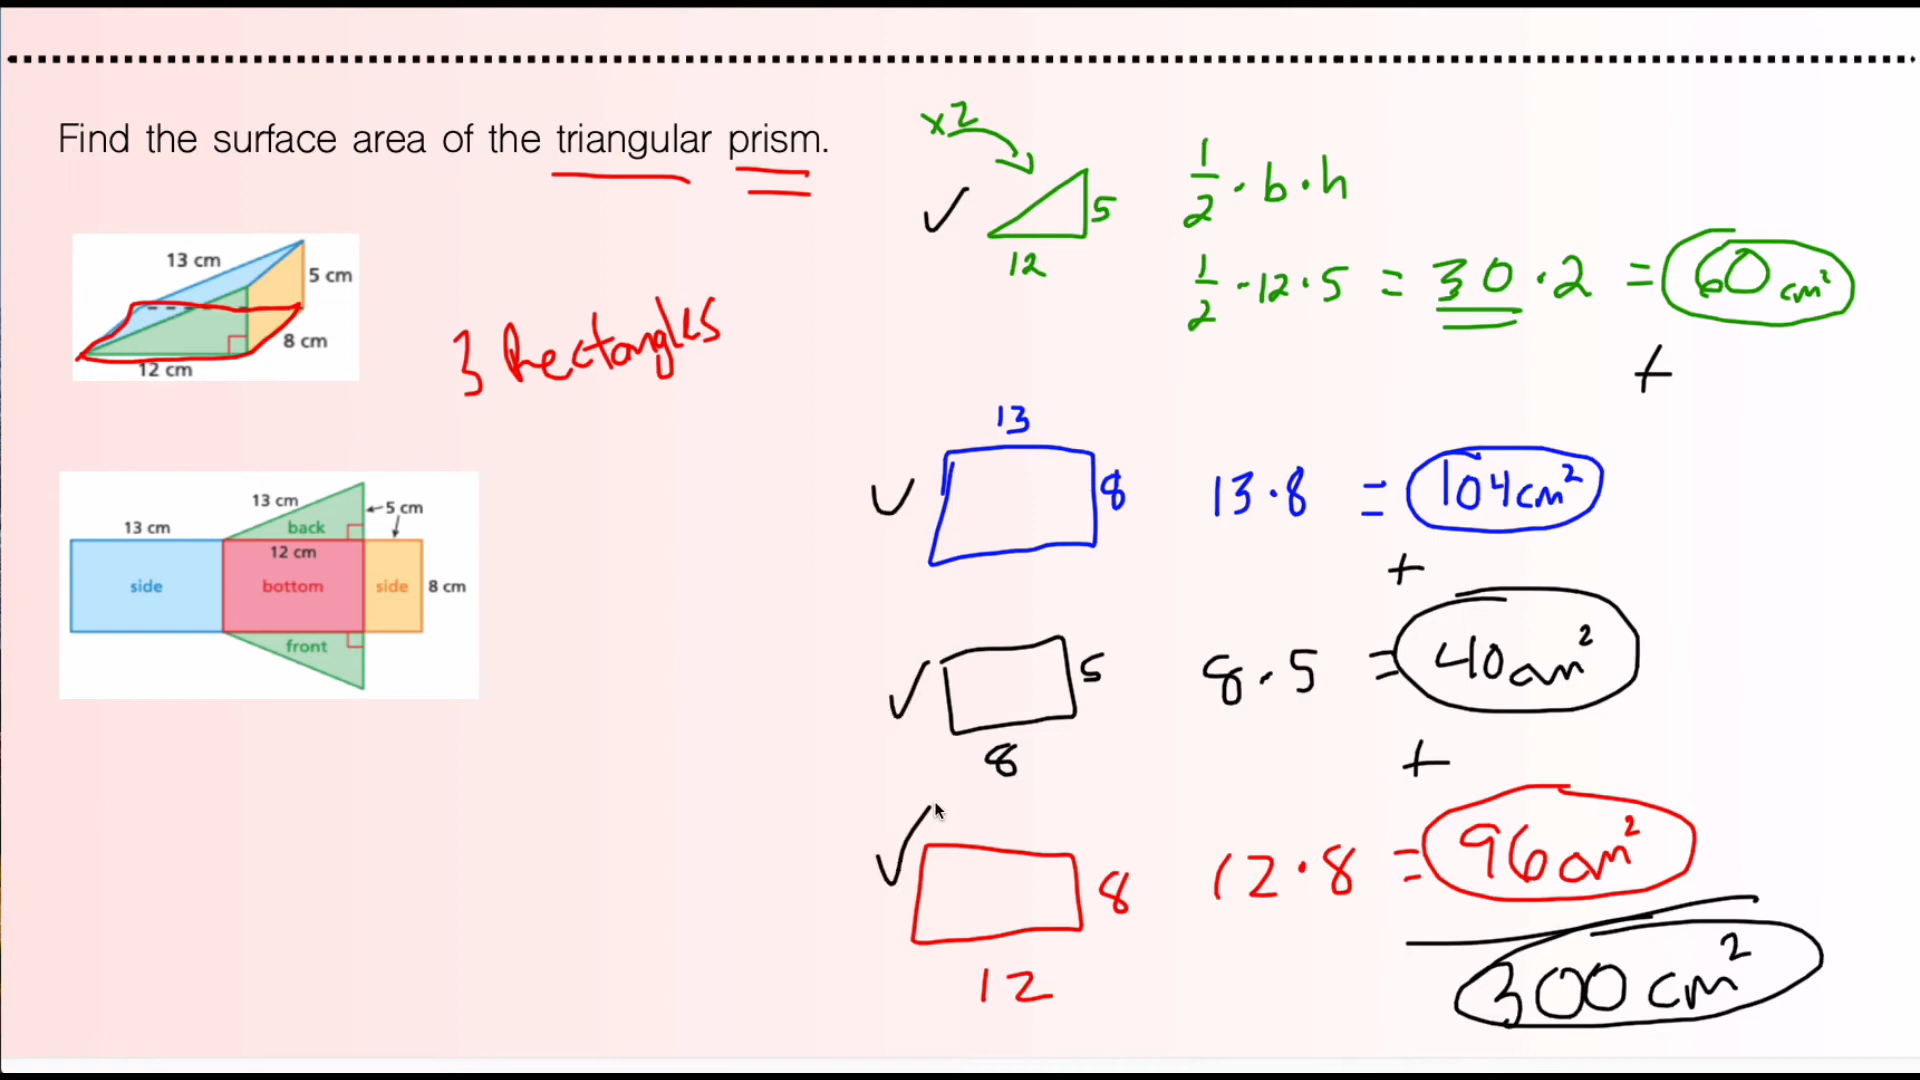 Find the surface area of the triangular prism.
13 cm
5 cm
8 cm
12 cm
3 Rectangles
13 cm
back
5 cm
13 cm
12 cm
side
bottom
side
8 cm
front
x2
5
12
1/2 · b · h
1/2 · 12 · 5 = 30 · 2 = 60 cm²
+
13
8
13 · 8 = 104 cm²
+
5
8
8 · 5 = 40 cm²
+
8
12
12 · 8 = 96 cm²
300 cm²